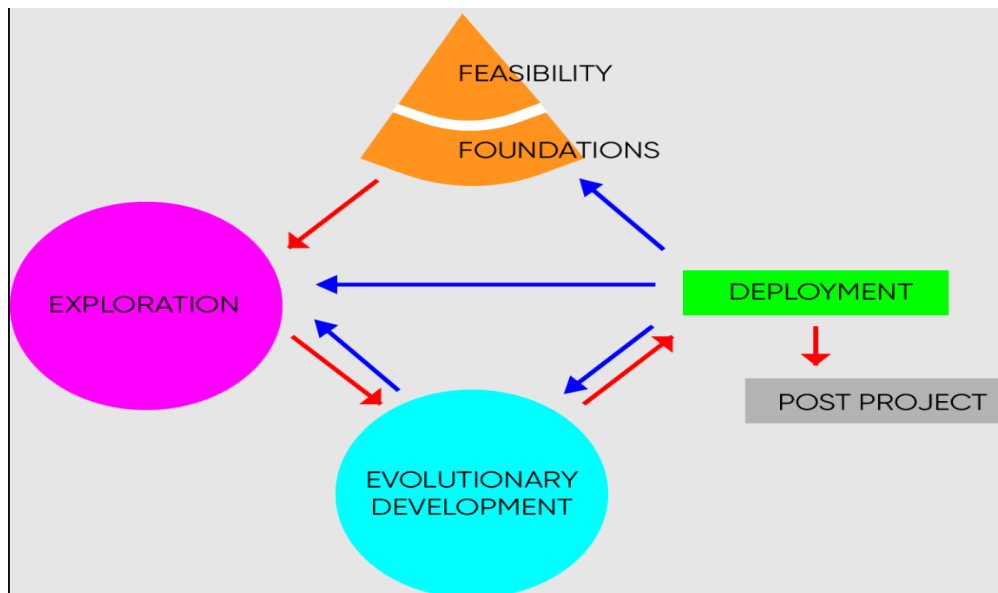 FEASIBILITY
FOUNDATIONS
EXPLORATION
DEPLOYMENT
POST PROJECT
EVOLUTIONARY
DEVELOPMENT